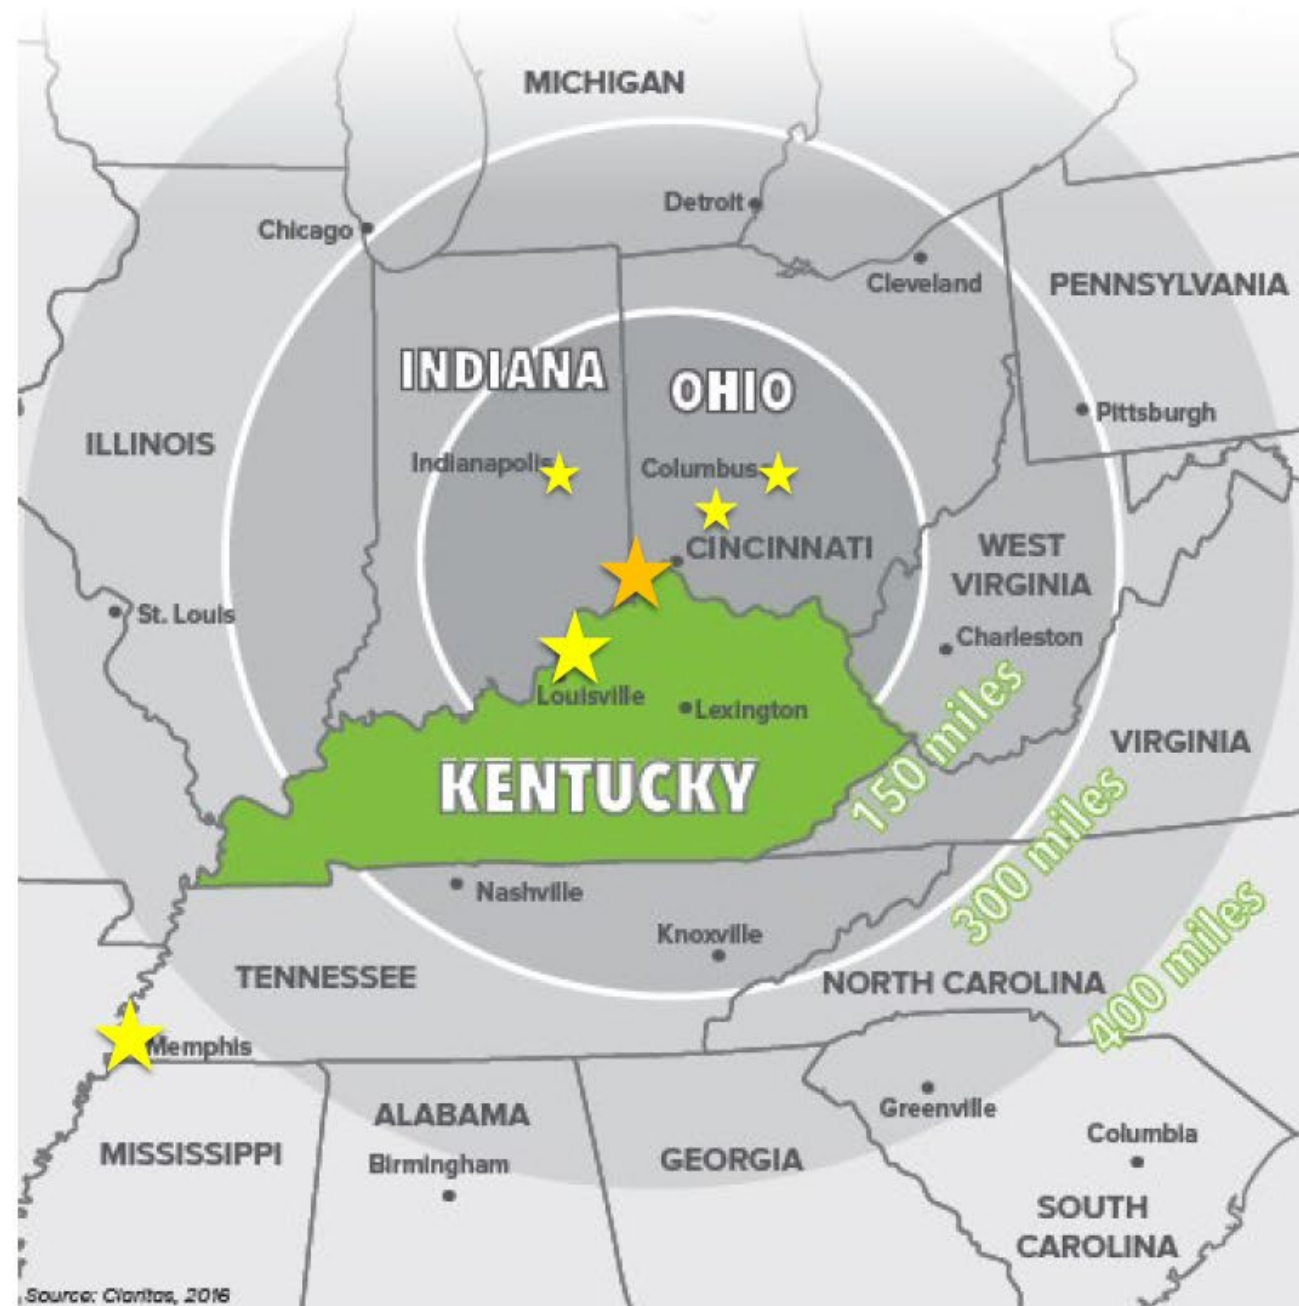 MICHIGAN
Detroit
Chicago
Cleveland
PENNSYLVANIA
INDIANA
OHIO
Pittsburgh
ILLINOIS
Indianapolis
Columbus
CINCINNATI
WEST
VIRGINIA
St. Louis
Charleston
Louisville
Lexington
150 miles
VIRGINIA
KENTUCKY
300 miles
Nashville
Knoxville
400 miles
TENNESSEE
NORTH CAROLINA
Memphis
ALABAMA
Greenville
MISSISSIPPI
Birmingham
GEORGIA
Columbia
SOUTH
CAROLINA
Source: Claritas, 2016